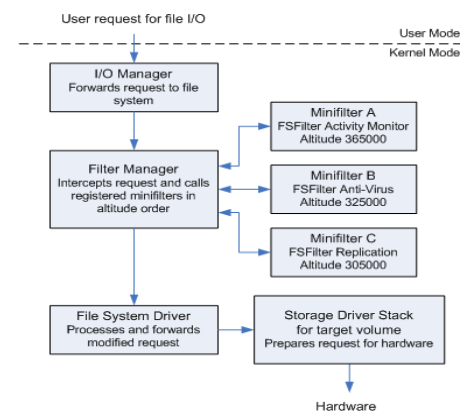 User request for file I/O
User Mode
Kernel Mode
I/O Manager
Forwards request to file
system
Filter Manager
Intercepts request and calls
registered minifilters in
altitude order
Minifilter A
FSFilter Activity Monitor
Altitude 365000
Minifilter B
FSFilter Anti-Virus
Altitude 325000
Minifilter C
FSFilter Replication
Altitude 305000
File System Driver
Processes and forwards
modified request
Storage Driver Stack
for target volume
Prepares request for hardware
Hardware